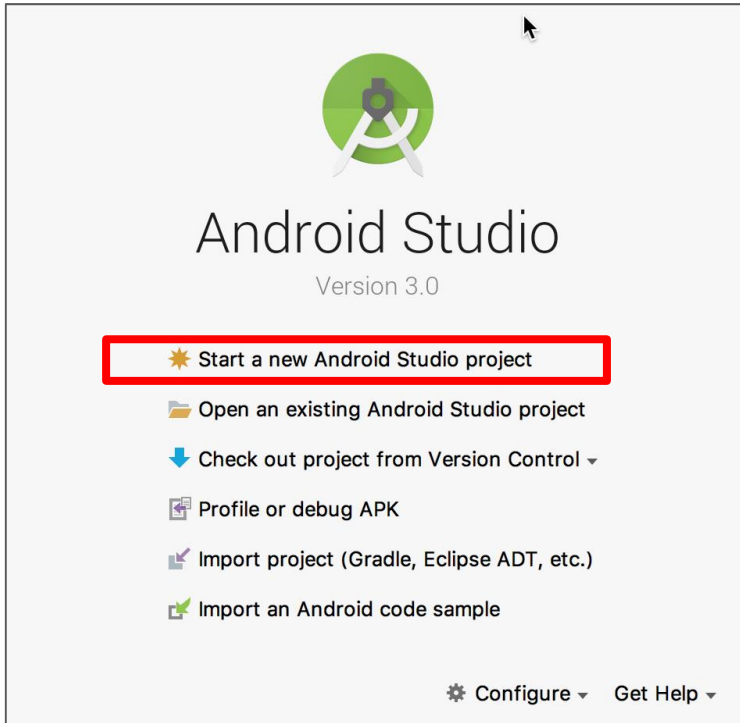 Android Studio
Version 3.0
Start a new Android Studio project
Open an existing Android Studio project
Check out project from Version Control
Profile or debug APK
Import project (Gradle, Eclipse ADT, etc.)
Import an Android code sample
Configure Get Help